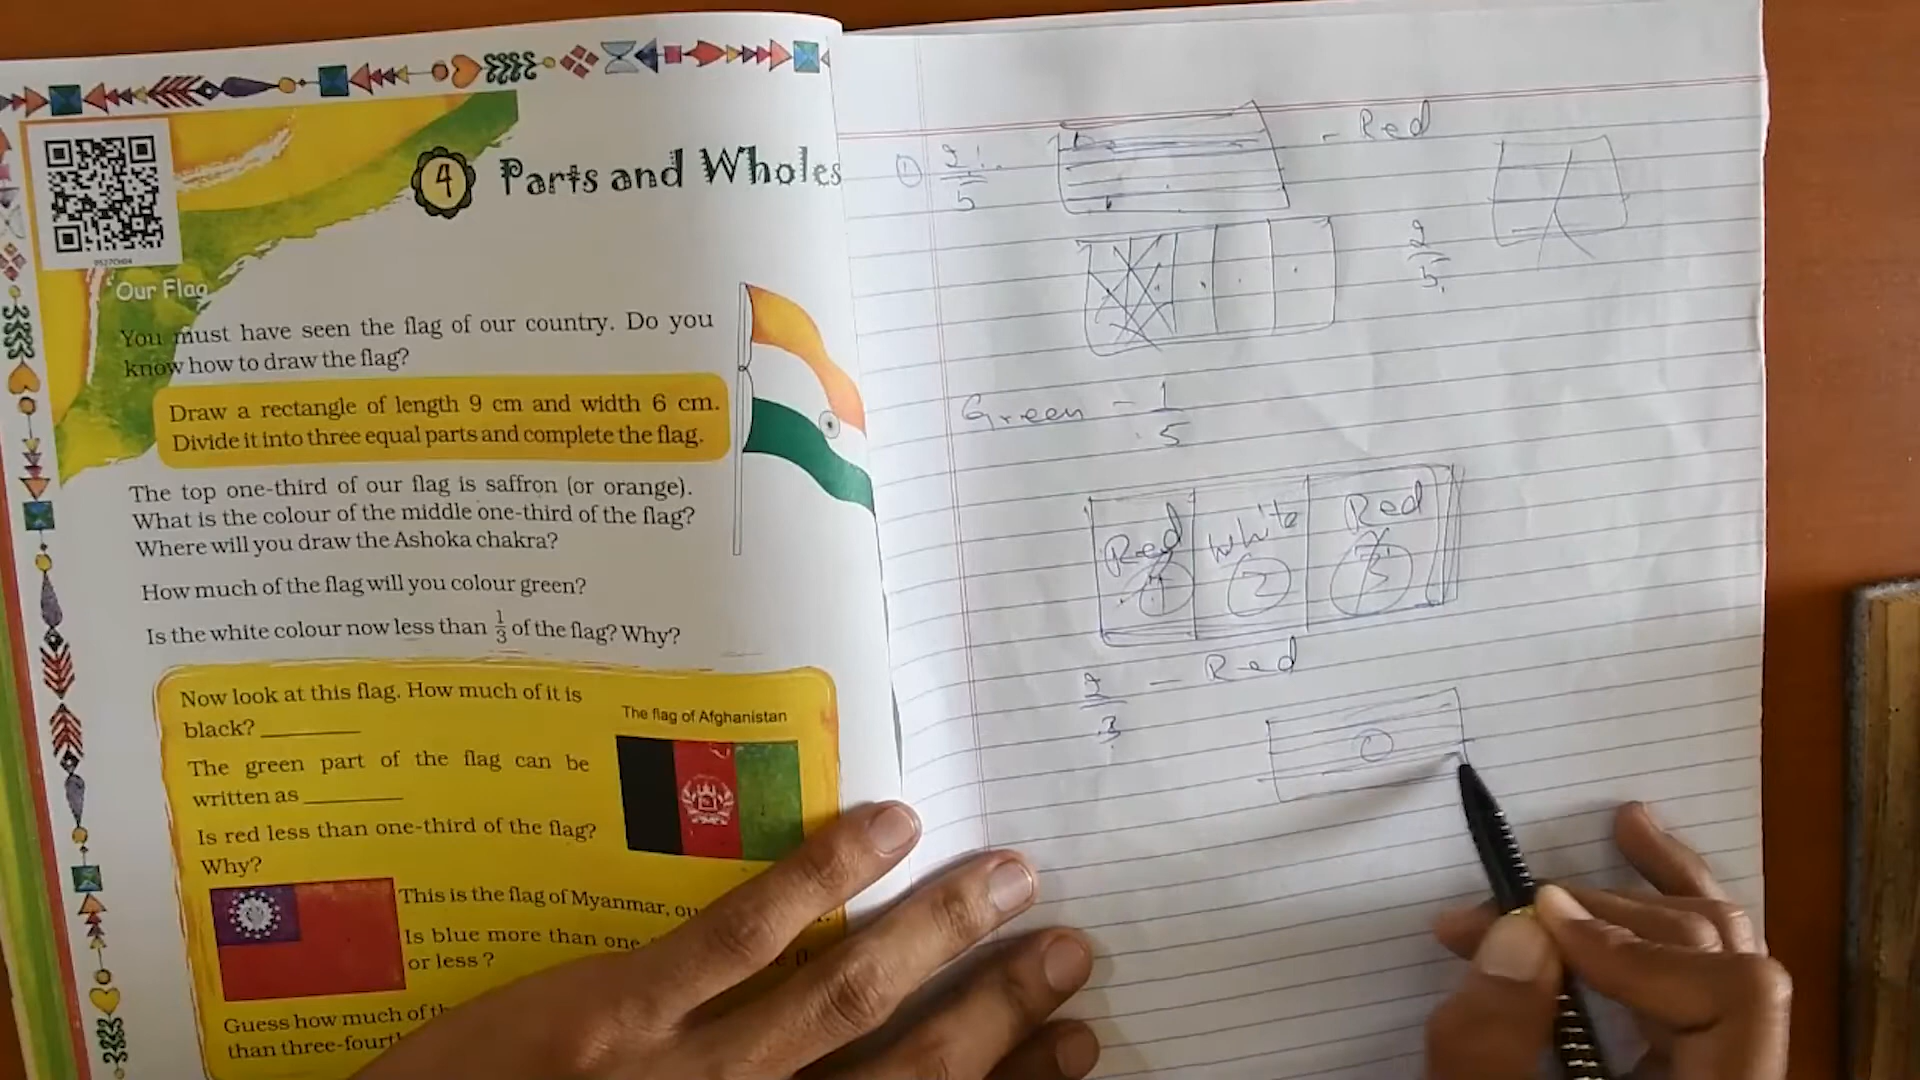 4 Parts and Wholes
0527CH04
Our Flag
You must have seen the flag of our country. Do you
know how to draw the flag?
Draw a rectangle of length 9 cm and width 6 cm.
Divide it into three equal parts and complete the flag.
The top one-third of our flag is saffron (or orange).
What is the colour of the middle one-third of the flag?
Where will you draw the Ashoka chakra?
How much of the flag will you colour green?
Is the white colour now less than 1/3 of the flag? Why?
Now look at this flag. How much of it is
black? ________
The flag of Afghanistan
The green part of the flag can be
written as ________
Is red less than one-third of the flag?
Why?
This is the flag of Myanmar, ou
Is blue more than one
or less ?
Guess how much of th
than three-fourt
① 2/5
- Red
2/5
Green - 1/5
Red White Red
① ② ③
2/3 - Red